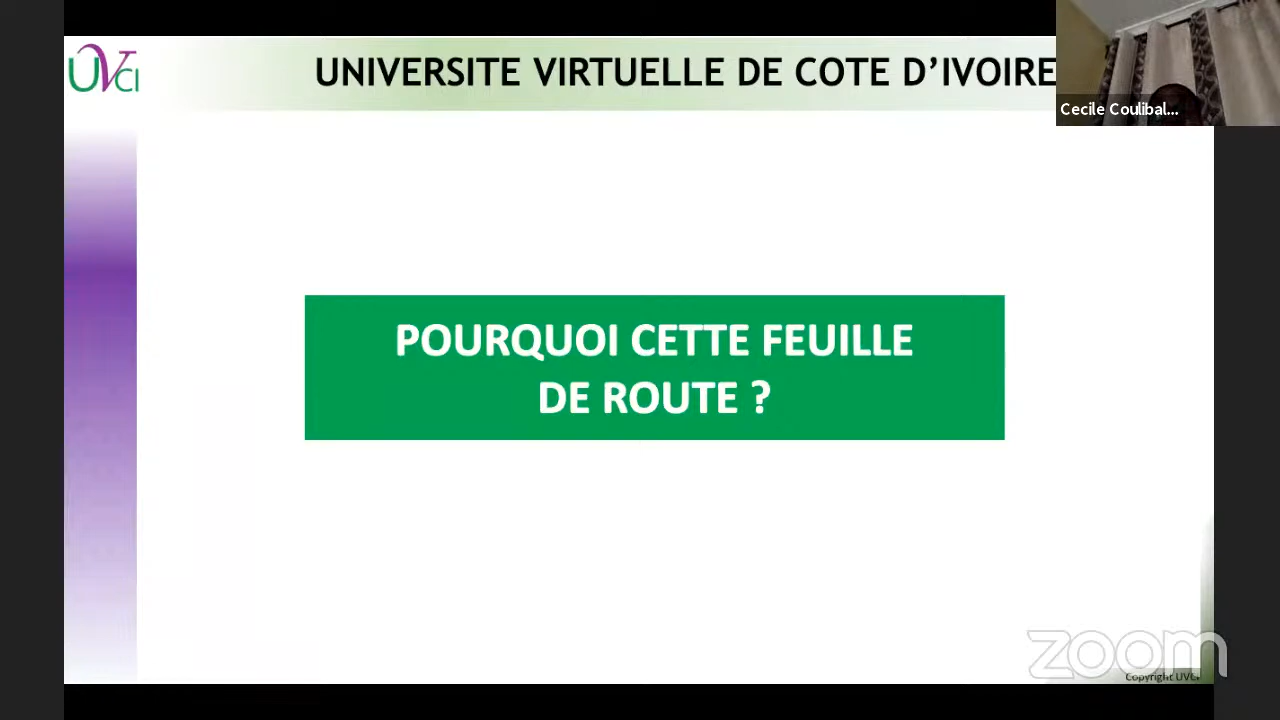 UVCI
UNIVERSITE VIRTUELLE DE COTE D’IVOIRE
Cecile Coulibal...
POURQUOI CETTE FEUILLE
DE ROUTE ?
zoom
Copyright UVCI